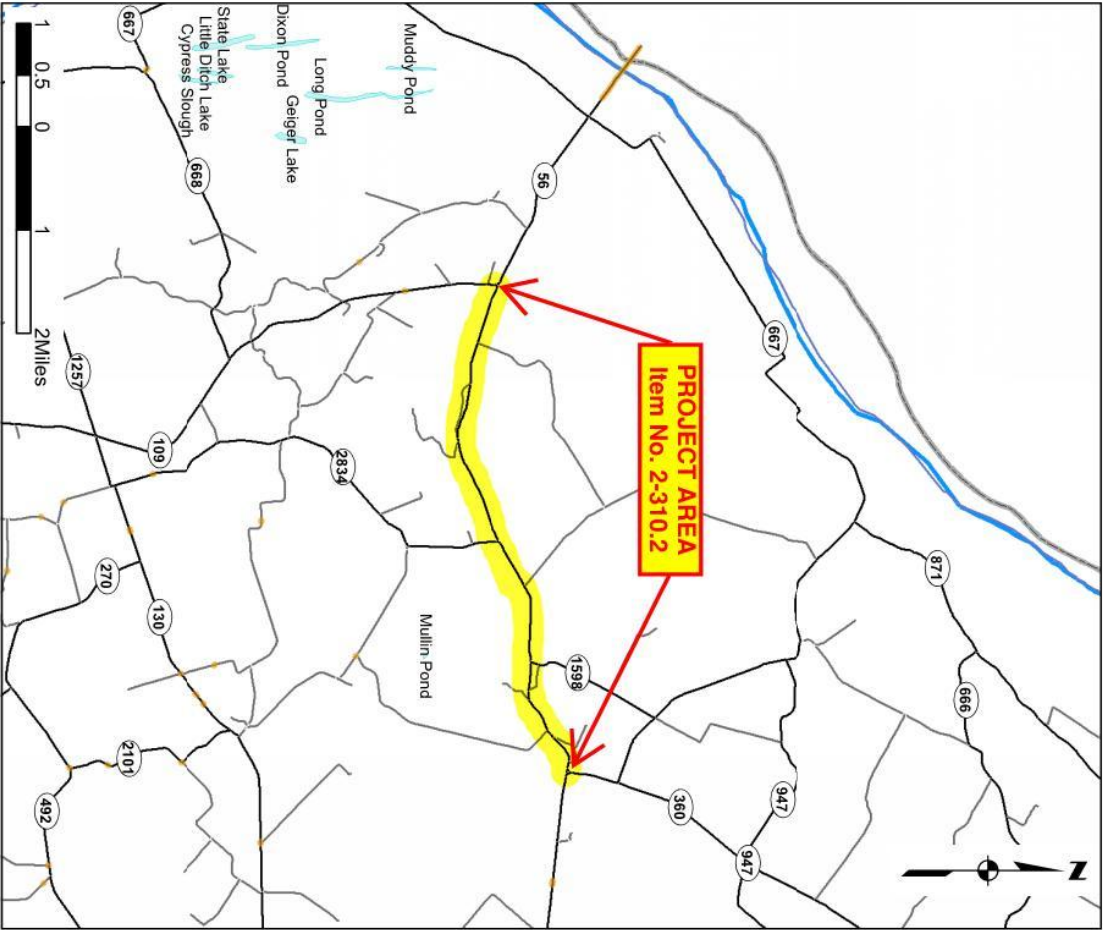 N
666
871
947
667
947
PROJECT AREA
Item No. 2-310.2
360
1598
56
Mullin Pond
Muddy Pond
2834
Long Pond
Geiger Lake
Dixon Pond
State Lake
Little Ditch Lake
Cypress Slough
668
109
130
667
2101
270
1257
492
1 0.5 0 1 2Miles